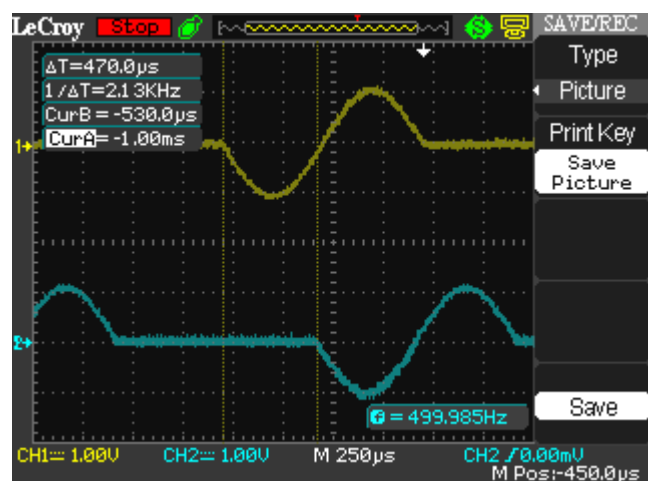 LeCroy Stop S SAVE/REC
ΔT=470.0µs
1/ΔT=2.13KHz
CurB=-530.0µs
CurA=-1.00ms
Type
Picture
Print Key
Save
Picture
1
2
f = 499.985Hz
Save
CH1 1.00V CH2 1.00V M 250µs CH2 0.00mV
M Pos:-450.0µs